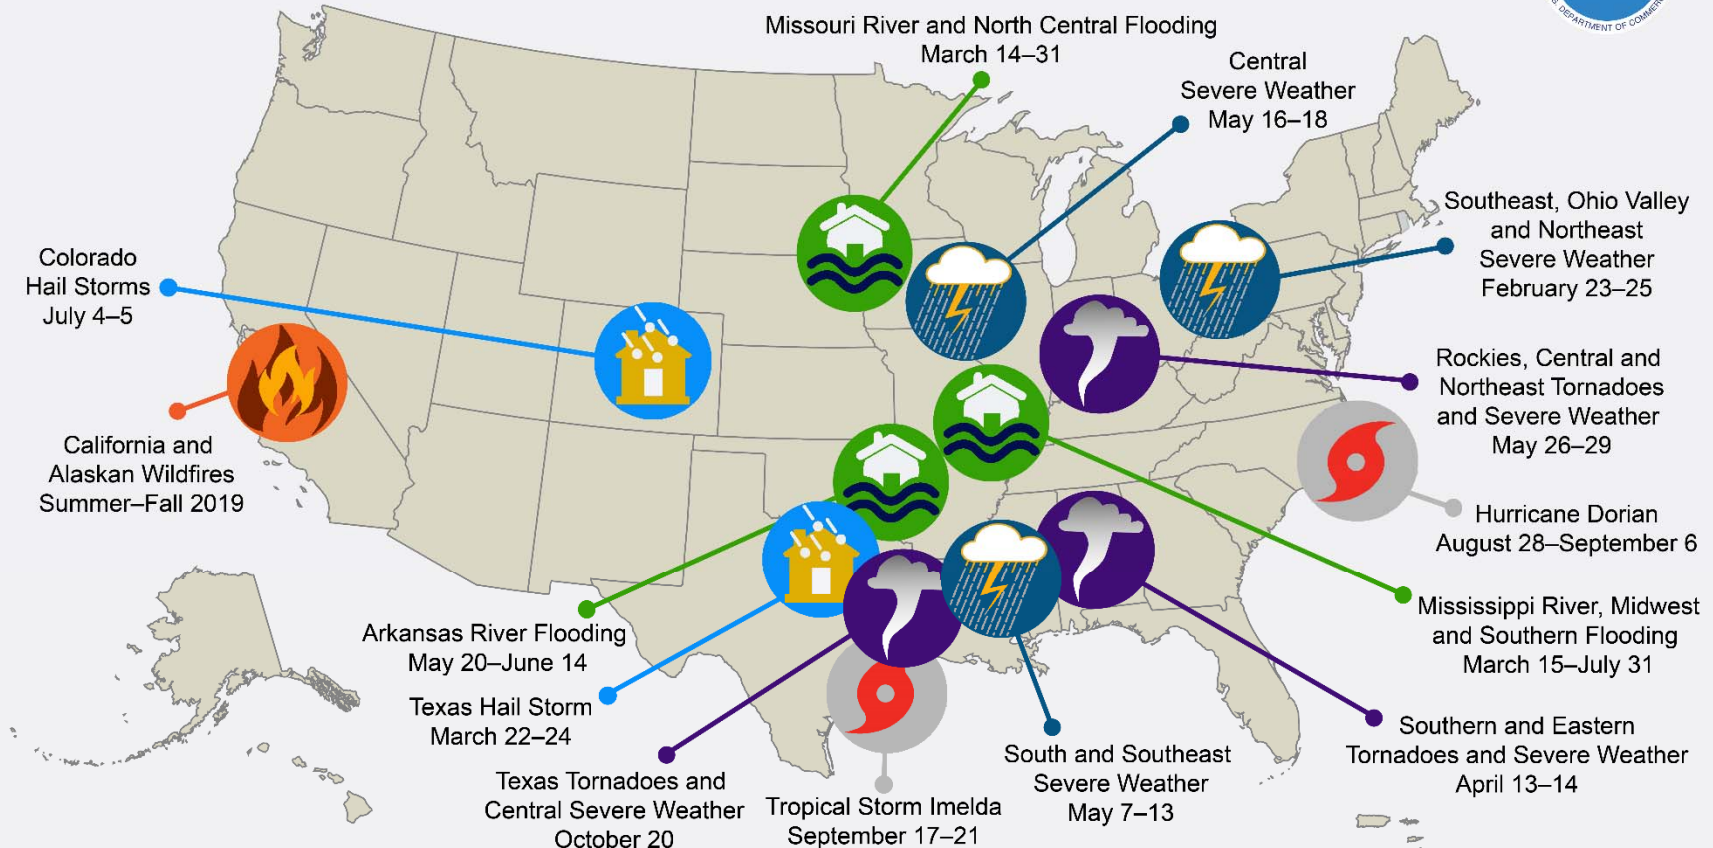 U.S. DEPARTMENT OF COMMERCE
Missouri River and North Central Flooding
March 14–31
Central
Severe Weather
May 16–18
Southeast, Ohio Valley
and Northeast
Severe Weather
February 23–25
Colorado
Hail Storms
July 4–5
Rockies, Central and
Northeast Tornadoes
and Severe Weather
May 26–29
California and
Alaskan Wildfires
Summer–Fall 2019
Hurricane Dorian
August 28–September 6
Mississippi River, Midwest
and Southern Flooding
March 15–July 31
Arkansas River Flooding
May 20–June 14
Texas Hail Storm
March 22–24
Southern and Eastern
Tornadoes and Severe Weather
April 13–14
South and Southeast
Severe Weather
May 7–13
Texas Tornadoes and
Central Severe Weather
October 20
Tropical Storm Imelda
September 17–21